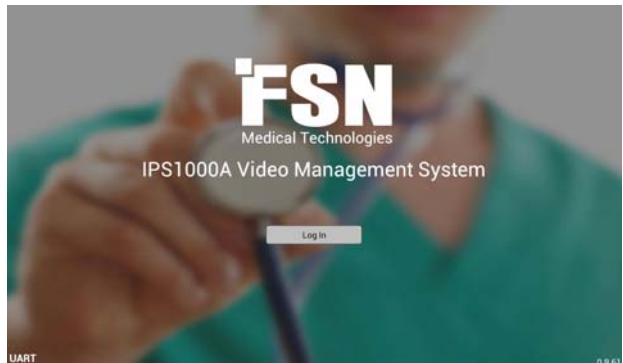 FSN
Medical Technologies
IPS1000A Video Management System
Log In
UART